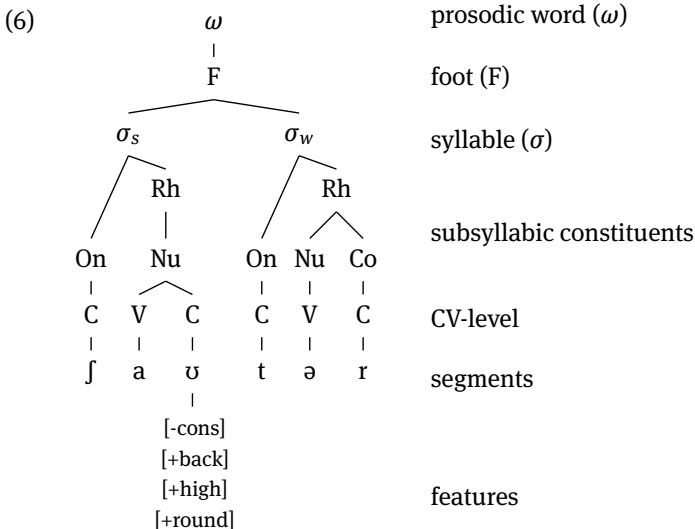 (6) ω prosodic word (ω)
F foot (F)
σs σw syllable (σ)
Rh Rh
subsyllabic constituents
On Nu On Nu Co
C V C C V C CV-level
ʃ a ʊ t ə r segments
[-cons]
[+back]
[+high] features
[+round]